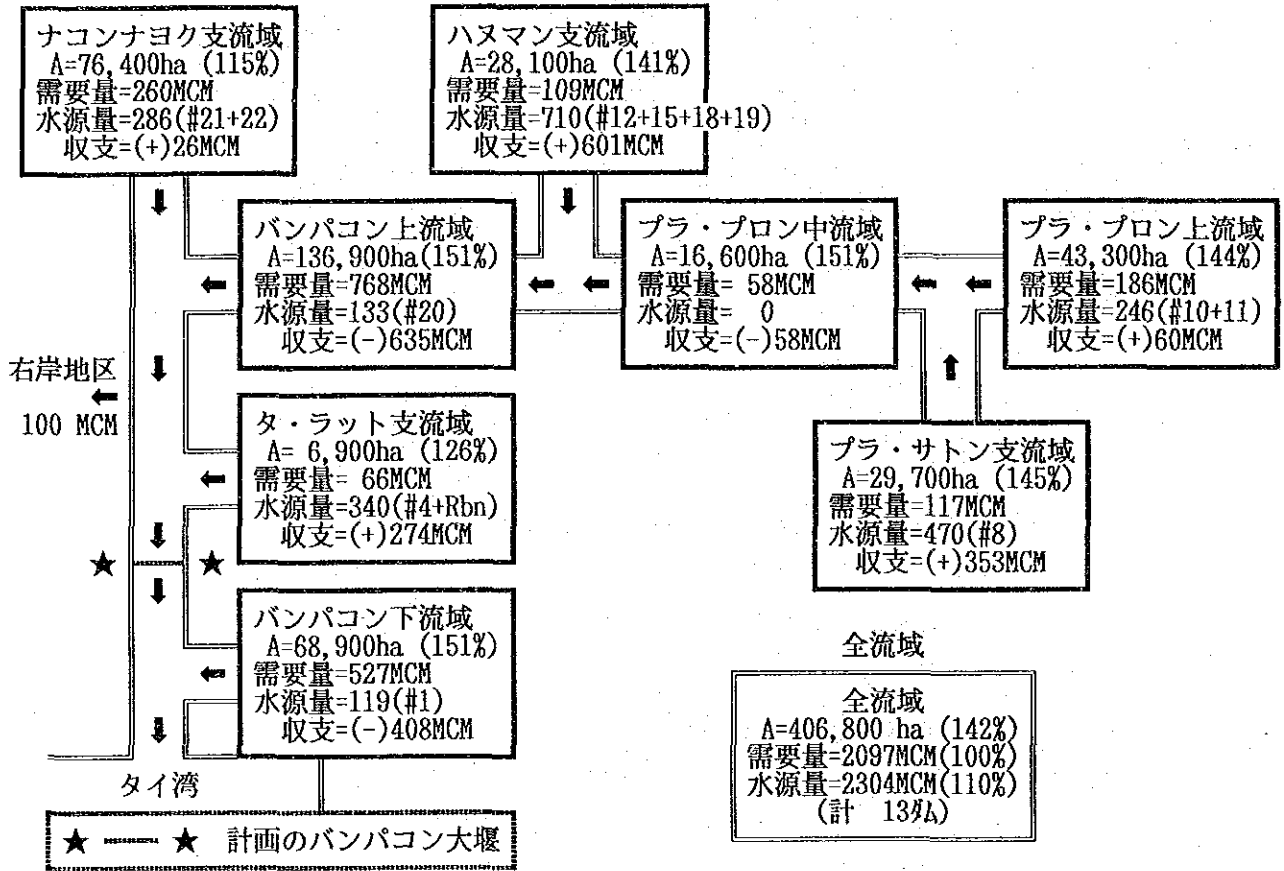 ナコンナヨク支流域
A=76,400ha (115%)
需要量=260MCM
水源量=286(#21+22)
収支=(+)26MCM
ハヌマン支流域
A=28,100ha (141%)
需要量=109MCM
水源量=710(#12+15+18+19)
収支=(+)601MCM
バンパコン上流域
A=136,900ha(151%)
需要量=768MCM
水源量=133(#20)
収支=(-)635MCM
プラ・プロン中流域
A=16,600ha (151%)
需要量= 58MCM
水源量= 0
収支=(-)58MCM
プラ・プロン上流域
A=43,300ha (144%)
需要量=186MCM
水源量=246(#10+11)
収支=(+)60MCM
右岸地区
100 MCM
タ・ラット支流域
A= 6,900ha (126%)
需要量= 66MCM
水源量=340(#4+Rbn)
収支=(+)274MCM
プラ・サトン支流域
A=29,700ha (145%)
需要量=117MCM
水源量=470(#8)
収支=(+)353MCM
バンパコン下流域
A=68,900ha (151%)
需要量=527MCM
水源量=119(#1)
収支=(-)408MCM
全流域
全流域
A=406,800 ha (142%)
需要量=2097MCM(100%)
水源量=2304MCM(110%)
(計 13ダム)
タイ湾
★ ―― ★ 計画のバンパコン大堰